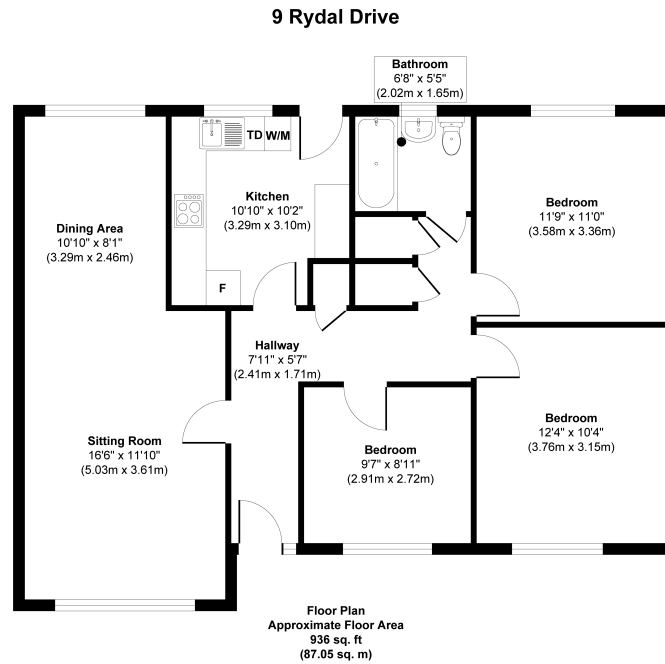 9 Rydal Drive
Bathroom
6'8" x 5'5"
(2.02m x 1.65m)
TD W/M
Kitchen
10'10" x 10'2"
(3.29m x 3.10m)
F
Dining Area
10'10" x 8'1"
(3.29m x 2.46m)
Bedroom
11'9" x 11'0"
(3.58m x 3.36m)
Hallway
7'11" x 5'7"
(2.41m x 1.71m)
Sitting Room
16'6" x 11'10"
(5.03m x 3.61m)
Bedroom
9'7" x 8'11"
(2.91m x 2.72m)
Bedroom
12'4" x 10'4"
(3.76m x 3.15m)
Floor Plan
Approximate Floor Area
936 sq. ft
(87.05 sq. m)